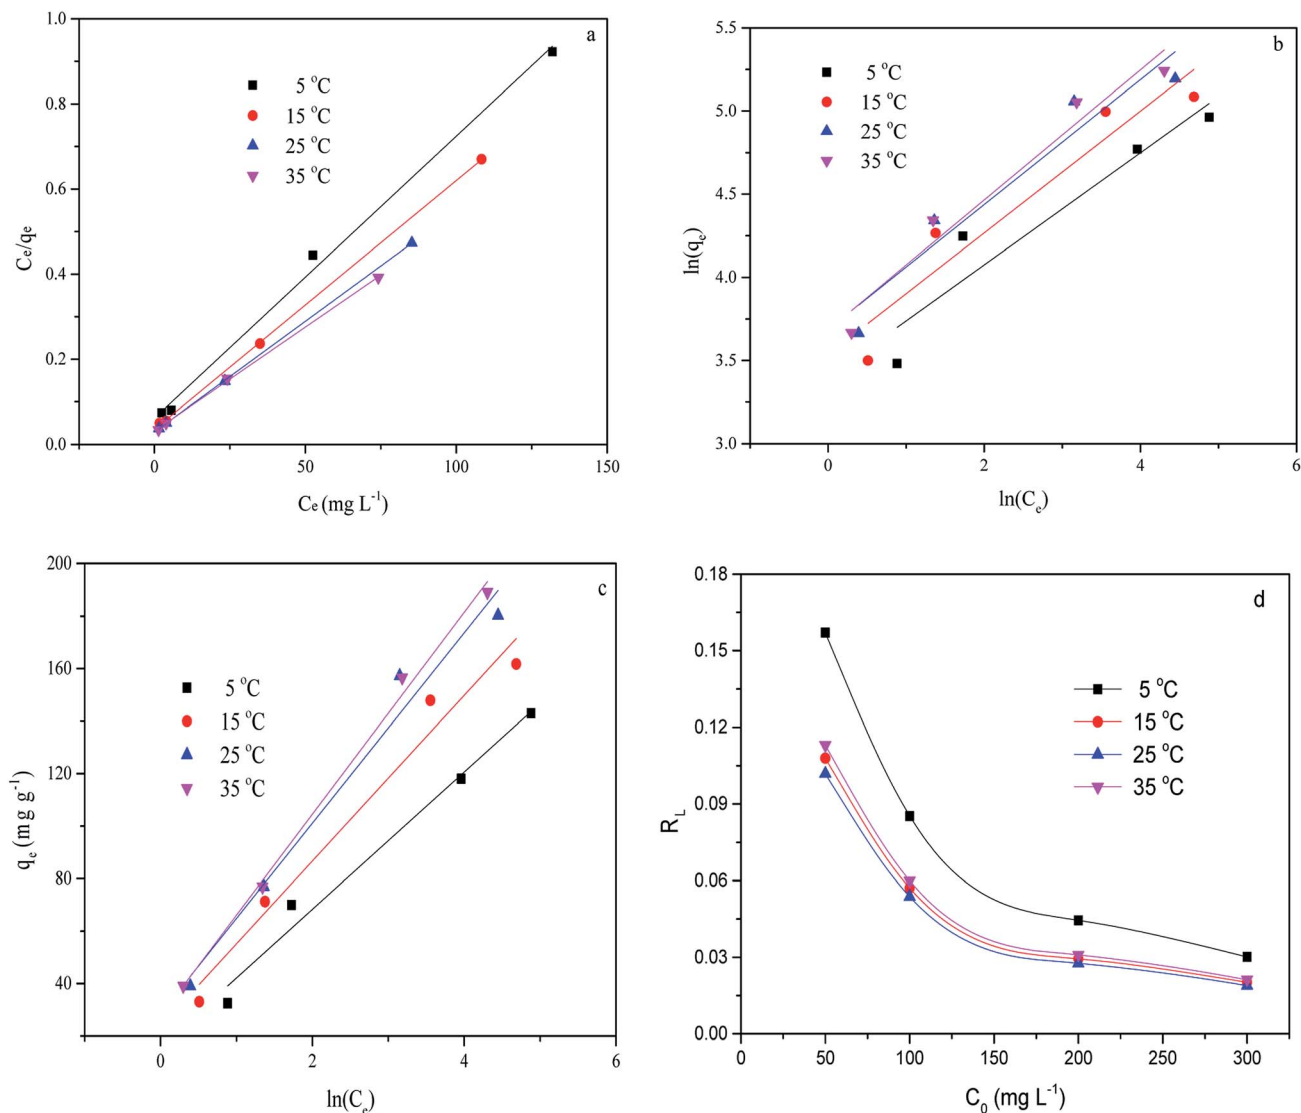 a
5 °C
15 °C
25 °C
35 °C
1.0
0.8
0.6
0.4
0.2
0.0
0
50
100
150
Ce/qe
Ce (mg L-1)
b
5 °C
15 °C
25 °C
35 °C
5.5
5.0
4.5
4.0
3.5
3.0
0
2
4
6
ln(qe)
ln(Ce)
c
5 °C
15 °C
25 °C
35 °C
200
160
120
80
40
0
2
4
6
qe (mg g-1)
ln(Ce)
d
5 °C
15 °C
25 °C
35 °C
0.18
0.15
0.12
0.09
0.06
0.03
0.00
0
50
100
150
200
250
300
RL
C0 (mg L-1)